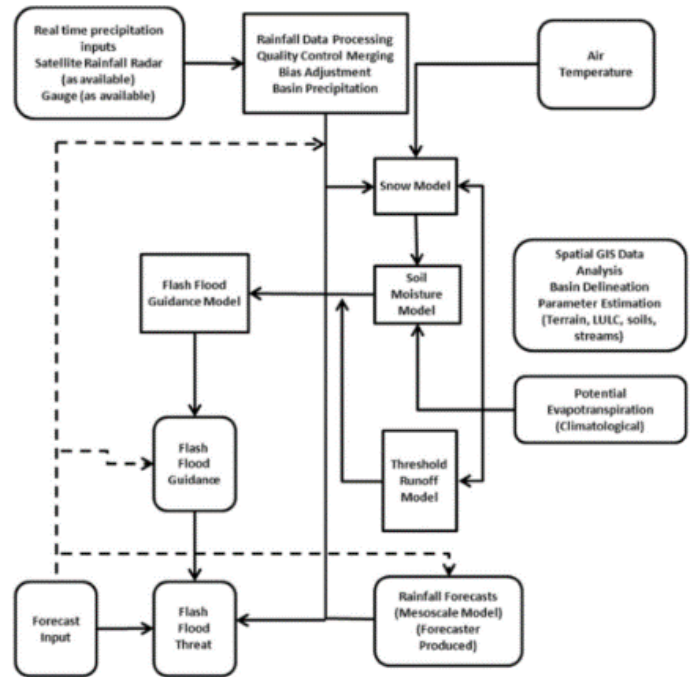 Real time precipitation
inputs
Satellite Rainfall Radar
(as available)
Gauge (as available)
Rainfall Data Processing
Quality Control Merging
Bias Adjustment
Basin Precipitation
Air
Temperature
Snow Model
Spatial GIS Data
Analysis
Basin Delineation
Parameter Estimation
(Terrain, LULC, soils,
streams)
Flash Flood
Guidance Model
Soil
Moisture
Model
Potential
Evapotranspiration
(Climatological)
Flash
Flood
Guidance
Threshold
Runoff
Model
Forecast
Input
Flash
Flood
Threat
Rainfall Forecasts
(Mesoscale Model)
(Forecaster
Produced)